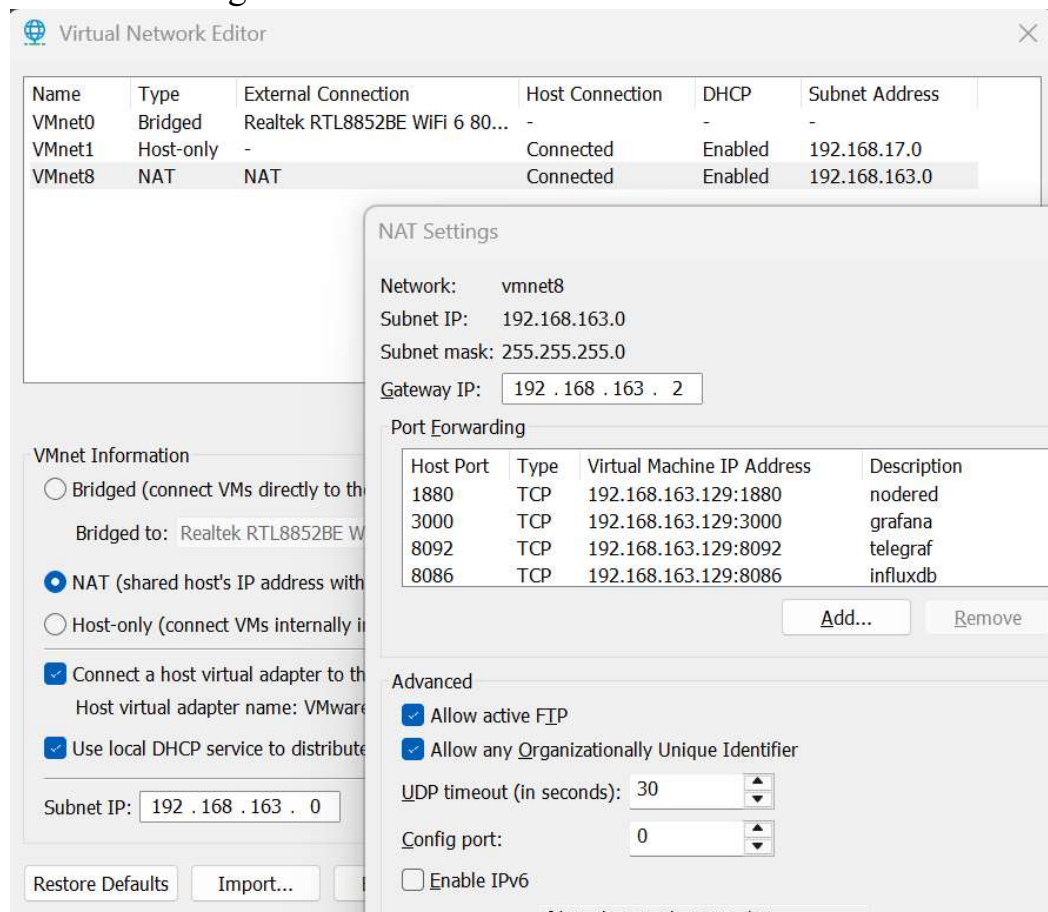 Virtual Network Editor
Name Type External Connection Host Connection DHCP Subnet Address
VMnet0 Bridged Realtek RTL8852BE WiFi 6 80... - - -
VMnet1 Host-only - Connected Enabled 192.168.17.0
VMnet8 NAT NAT Connected Enabled 192.168.163.0
NAT Settings
Network: vmnet8
Subnet IP: 192.168.163.0
Subnet mask: 255.255.255.0
Gateway IP: 192 . 168 . 163 . 2
Port Forwarding
Host Port Type Virtual Machine IP Address Description
1880 TCP 192.168.163.129:1880 nodered
3000 TCP 192.168.163.129:3000 grafana
8092 TCP 192.168.163.129:8092 telegraf
8086 TCP 192.168.163.129:8086 influxdb
Add... Remove
Advanced
Allow active FTP
Allow any Organizationally Unique Identifier
UDP timeout (in seconds): 30
Config port: 0
Enable IPv6
VMnet Information
Bridged (connect VMs directly to the
Bridged to: Realtek RTL8852BE W
NAT (shared host's IP address with
Host-only (connect VMs internally i
Connect a host virtual adapter to th
Host virtual adapter name: VMware
Use local DHCP service to distribute
Subnet IP: 192 . 168 . 163 . 0
Restore Defaults Import...